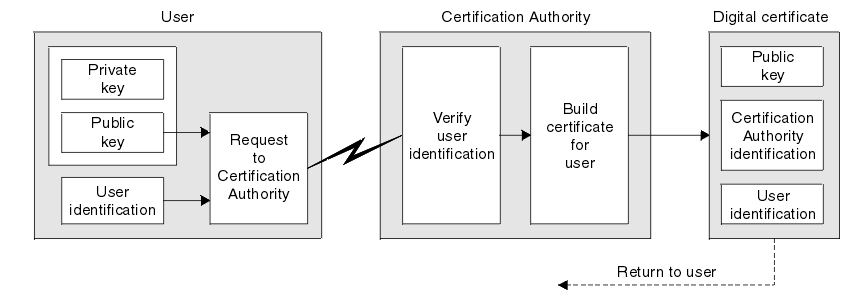 User
Certification Authority
Digital certificate
Private
key
Public
key
User
identification
Request
to
Certification
Authority
Verify
user
identification
Build
certificate
for
user
Public
key
Certification
Authority
identification
User
identification
Return to user